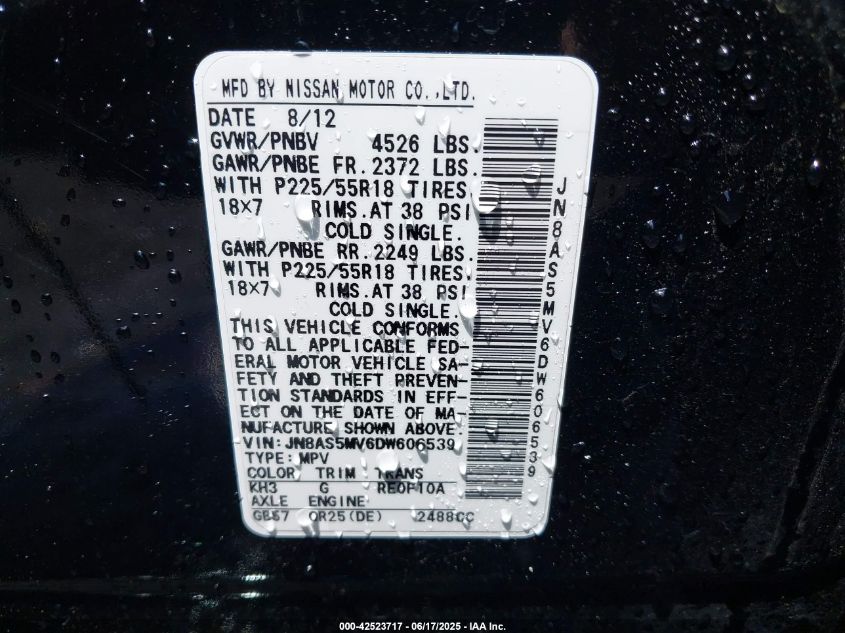 MFD BY NISSAN MOTOR CO.,LTD.
DATE 8/12
GVWR/PNBV 4526 LBS.
GAWR/PNBE FR.2372 LBS.
WITH P225/55R18 TIRES
18×7 RIMS.AT 38 PSI
COLD SINGLE.
GAWR/PNBE RR.2249 LBS.
WITH P225/55R18 TIRES.
18×7 RIMS.AT 38 PSI
COLD SINGLE.
THIS VEHICLE CONFORMS
TO ALL APPLICABLE FED-
ERAL MOTOR VEHICLE SA-
FETY AND THEFT PREVEN-
TION STANDARDS IN EFF-
ECT ON THE DATE OF MA-
NUFACTURE SHOWN ABOVE.
VIN:JN8AS5MV6DW606539
TYPE:MPV
COLOR TRIM TRANS
KH3 G RE0F10A
AXLE ENGINE
QR25(DE) 2488CC
JN8AS5MV6DW606539
000-42523717 - 06/17/2025 - IAA Inc.